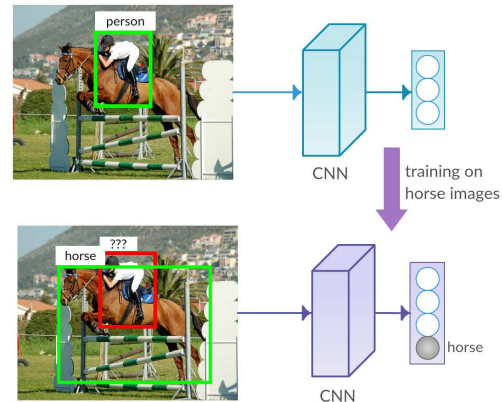 person
CNN
training on
horse images
???
horse
horse
CNN